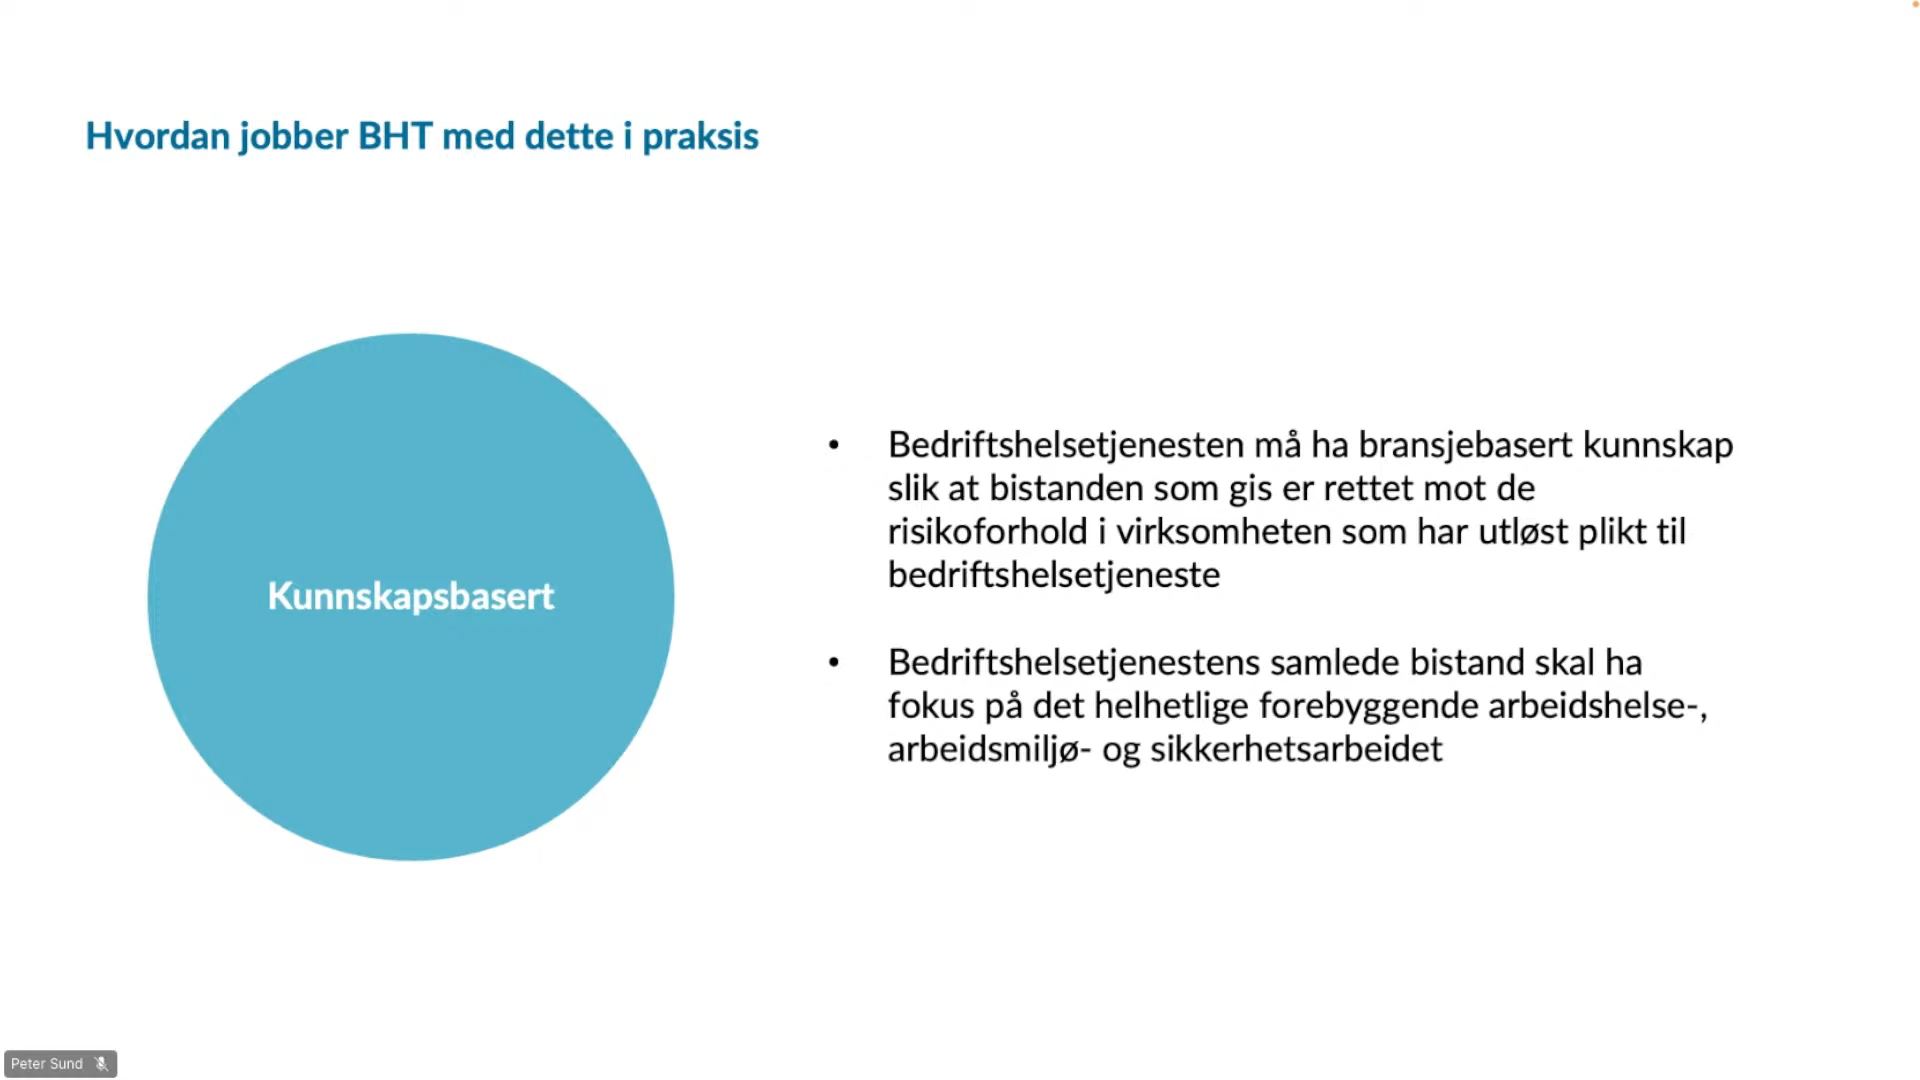 Hvordan jobber BHT med dette i praksis
Kunnskapsbasert
• Bedriftshelsetjenesten må ha bransjebasert kunnskap
slik at bistanden som gis er rettet mot de
risikoforhold i virksomheten som har utløst plikt til
bedriftshelsetjeneste
• Bedriftshelsetjenestens samlede bistand skal ha
fokus på det helhetlige forebyggende arbeidshelse-,
arbeidsmiljø- og sikkerhetsarbeidet
Peter Sund